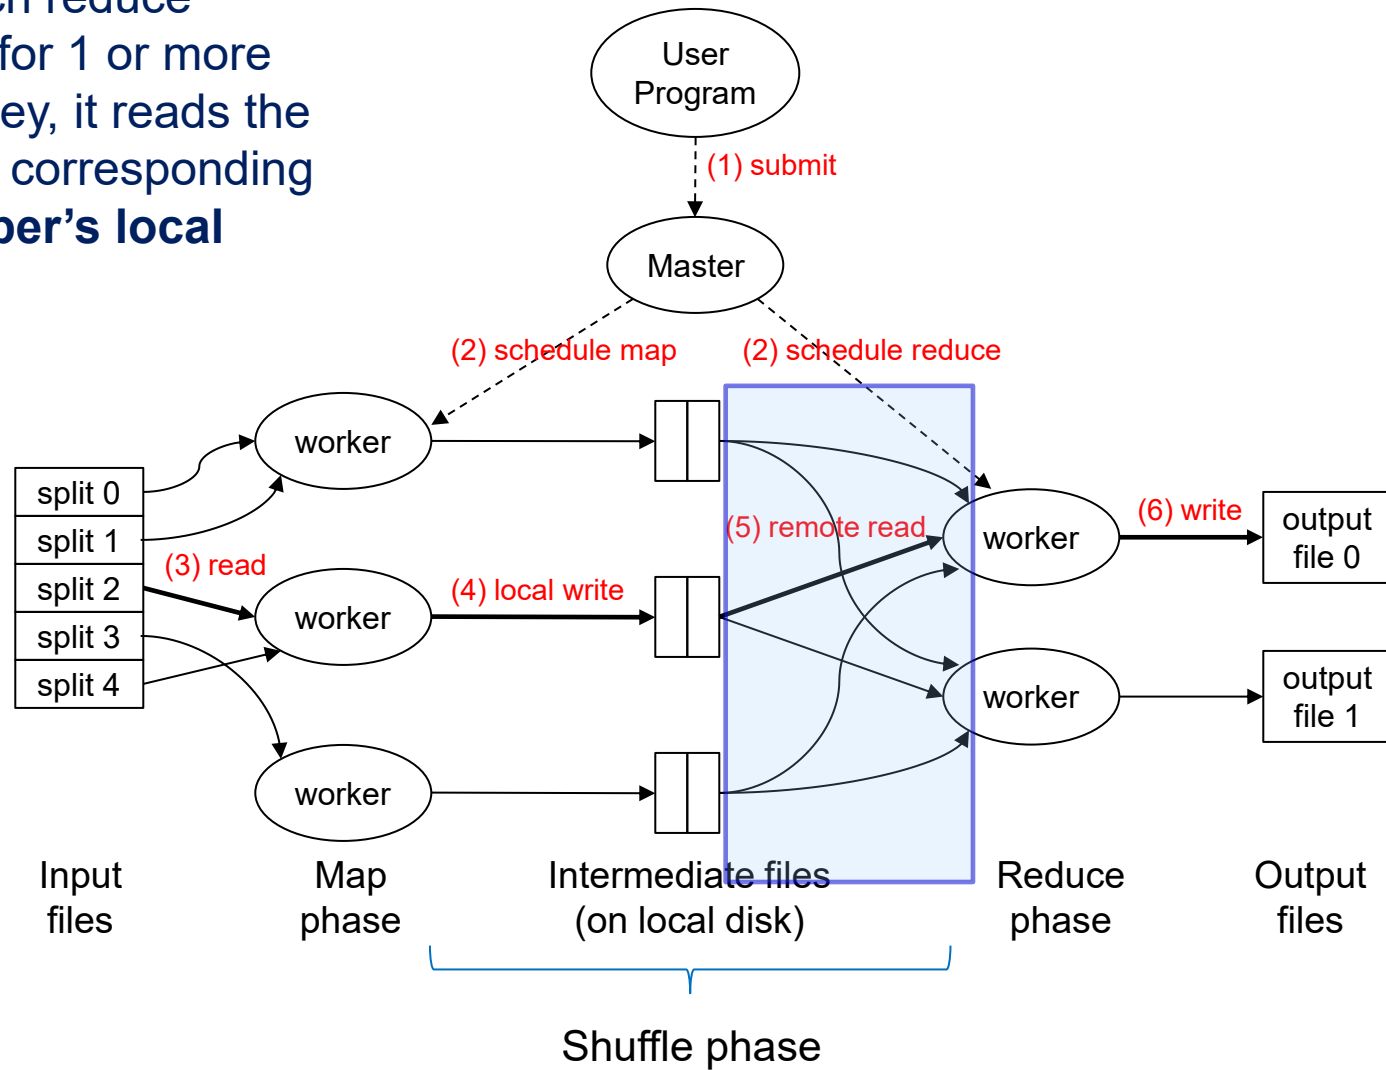 reduce
for 1 or more
it reads the
corresponding
local
User
Program
(1) submit
Master
(2) schedule map
(2) schedule reduce
worker
split 0
split 1
split 2
split 3
split 4
(3) read
worker
(4) local write
(5) remote read
worker
(6) write
output
file 0
worker
output
file 1
worker
Input
files
Map
phase
Intermediate files
(on local disk)
Reduce
phase
Output
files
Shuffle phase